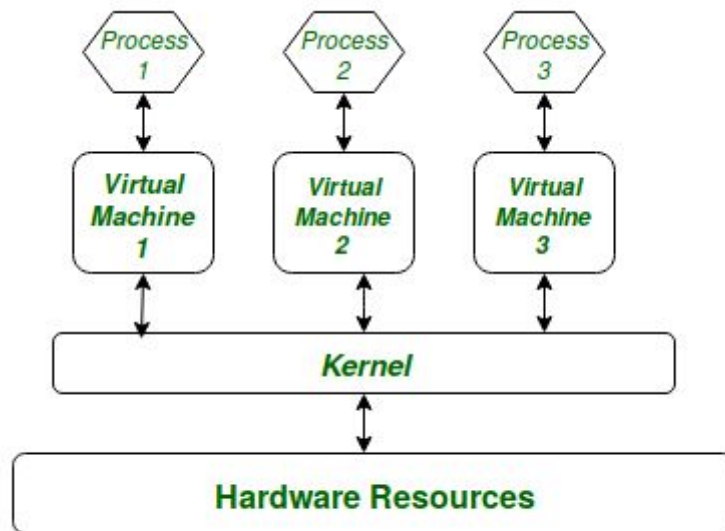 Process
1
Process
2
Process
3
Virtual
Machine
1
Virtual
Machine
2
Virtual
Machine
3
Kernel
Hardware Resources